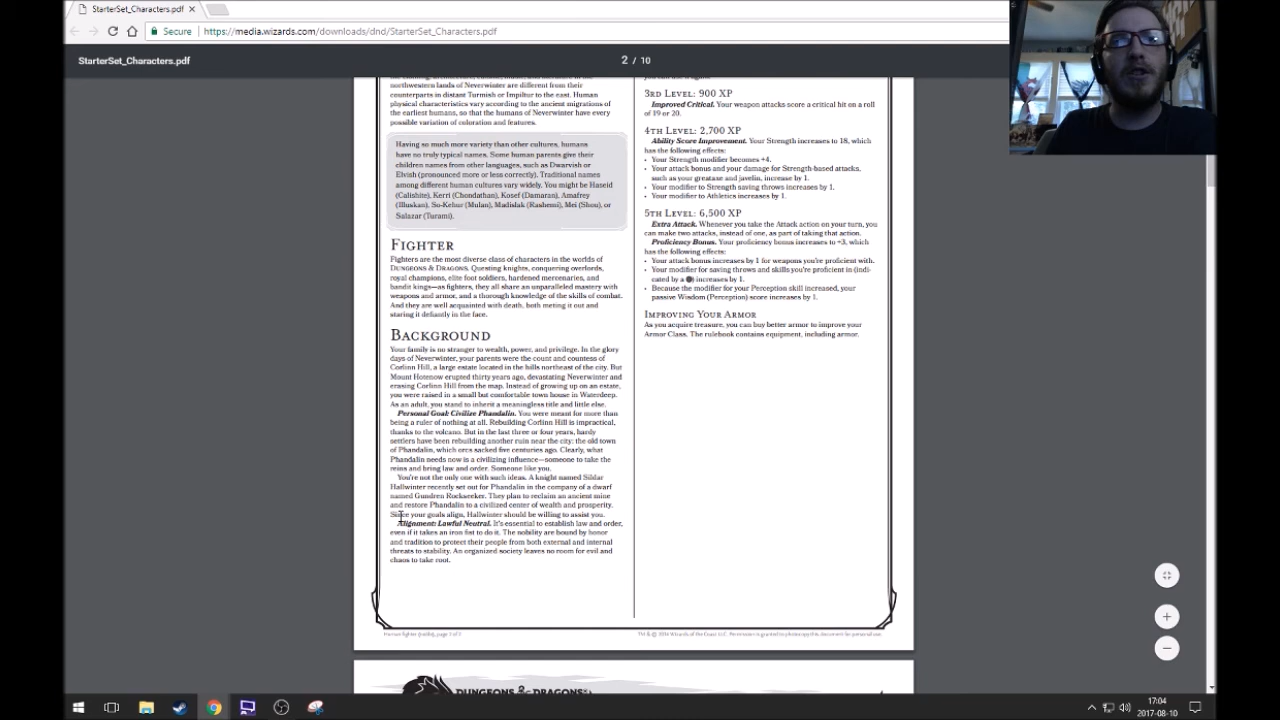 StarterSet_Characters.pdf
Secure
https://media.wizards.com/downloads/dnd/StarterSet_Characters.pdf
StarterSet_Characters.pdf
2 / 10
northwestern lands of Neverwinter are different from their
counterparts in distant Turmish or Impiltur to the east. Human
physical characteristics vary according to the ancient migrations of
the earliest humans, so that the humans of Neverwinter have every
possible variation of coloration and features.
Having so much more variety than other cultures, humans
have no truly typical names. Some human parents give their
children names from other languages, such as Dwarvish or
Elvish (pronounced more or less correctly). Traditional names
among different human cultures vary widely. You might be Haseid
(Calishite), Kerri (Chondathan), Kosef (Damaran), Amafrey
(Illuskan), So-Kehur (Mulan), Madislak (Rashemi), Mei (Shou), or
Salazar (Turami).
FIGHTER
Fighters are the most diverse class of characters in the worlds of
DUNGEONS & DRAGONS. Questing knights, conquering overlords,
royal champions, elite foot soldiers, hardened mercenaries, and
bandit kings—as fighters, they all share an unparalleled mastery with
weapons and armor, and a thorough knowledge of the skills of combat.
And they are well acquainted with death, both meting it out and
staring it defiantly in the face.
BACKGROUND
Your family is no stranger to wealth, power, and privilege. In the glory
days of Neverwinter, your parents were the count and countess of
Corlinn Hill, a large estate located in the hills northeast of the city. But
Mount Hotenow erupted thirty years ago, devastating Neverwinter and
erasing Corlinn Hill from the map. Instead of growing up on an estate,
you were raised in a small but comfortable town house in Waterdeep.
As an adult, you stand to inherit a meaningless title and little else.
Personal Goal: Civilize Phandalin. You were meant for more than
being a ruler of nothing at all. Rebuilding Corlinn Hill is impractical,
thanks to the volcano. But in the last three or four years, hardy
settlers have been rebuilding another ruin near the city: the old town
of Phandalin, which orcs sacked five centuries ago. Clearly, what
Phandalin needs now is a civilizing influence—someone to take the
reins and bring law and order. Someone like you.
You're not the only one with such ideas. A knight named Sildar
Hallwinter recently set out for Phandalin in the company of a dwarf
named Gundren Rockseeker. They plan to reclaim an ancient mine
and restore Phandalin to a civilized center of wealth and prosperity.
Since your goals align, Hallwinter should be willing to assist you.
Alignment: Lawful Neutral. It's essential to establish law and order,
even if it takes an iron fist to do it. The nobility are bound by honor
and tradition to protect their people from both external and internal
threats to stability. An organized society leaves no room for evil and
chaos to take root.
3RD LEVEL: 900 XP
Improved Critical. Your weapon attacks score a critical hit on a roll
of 19 or 20.
4TH LEVEL: 2,700 XP
Ability Score Improvement. Your Strength increases to 18, which
has the following effects:
• Your Strength modifier becomes +4.
• Your attack bonus and your damage for Strength-based attacks,
such as your greataxe and javelin, increase by 1.
• Your modifier to Strength saving throws increases by 1.
• Your modifier to Athletics increases by 1.
5TH LEVEL: 6,500 XP
Extra Attack. Whenever you take the Attack action on your turn, you
can make two attacks, instead of one, as part of taking that action.
Proficiency Bonus. Your proficiency bonus increases to +3, which
has the following effects:
• Your attack bonus increases by 1 for weapons you're proficient with.
• Your modifier for saving throws and skills you're proficient in (indi-
cated by a ●) increases by 1.
• Because the modifier for your Perception skill increased, your
passive Wisdom (Perception) score increases by 1.
IMPROVING YOUR ARMOR
As you acquire treasure, you can buy better armor to improve your
Armor Class. The rulebook contains equipment, including armor.
Human fighter (noble), page 2 of 2
TM & © 2014 Wizards of the Coast LLC. Permission is granted to photocopy this document for personal use.
DUNGEONS & DRAGONS
17:04
2017-08-10